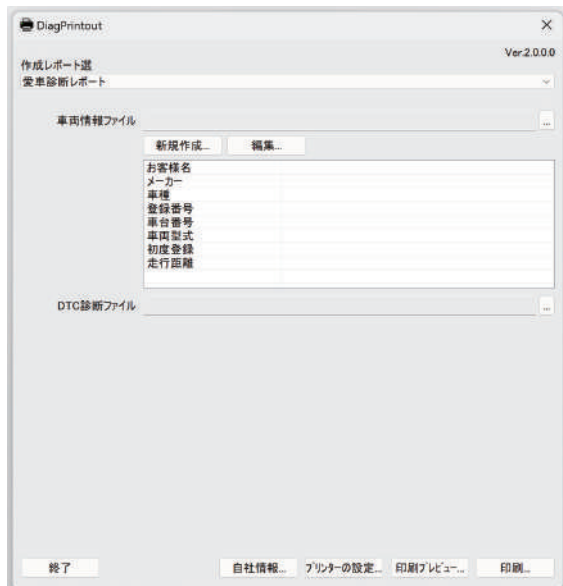 DiagPrintout
Ver.2.0.0.0
作成レポート選
愛車診断レポート
車両情報ファイル
...
新規作成... 編集...
お客様名
メーカー
車種
登録番号
車台番号
車両型式
初度登録
走行距離
DTC診断ファイル
...
終了 自社情報... プリンターの設定... 印刷プレビュー... 印刷...